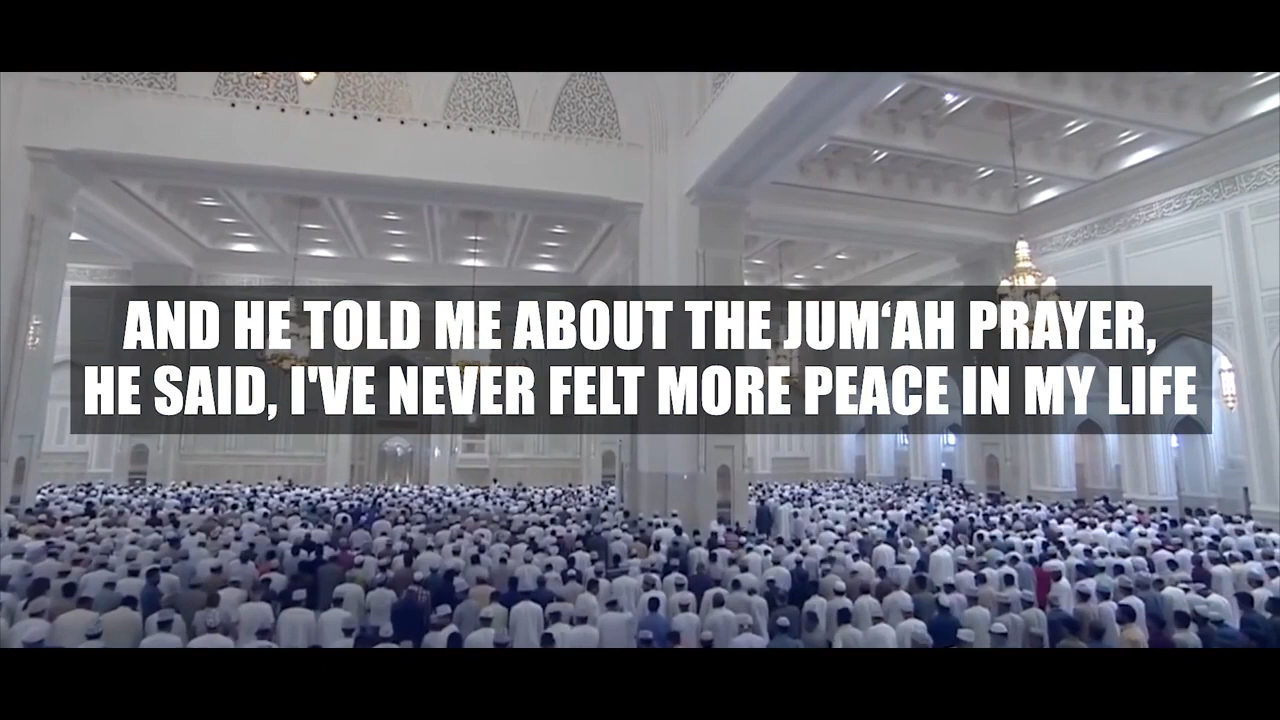 AND HE TOLD ME ABOUT THE JUM‘AH PRAYER,
HE SAID, I'VE NEVER FELT MORE PEACE IN MY LIFE